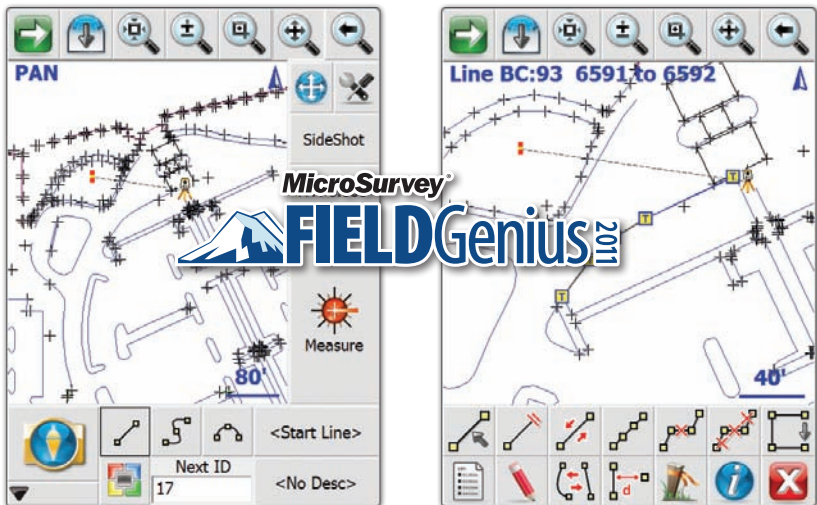 PAN
SideShot
80'
Measure
<Start Line>
Next ID
17
<No Desc>
MicroSurvey
FIELDGenius 2011
Line BC:93 6591 to 6592
T
T
T
40'
d